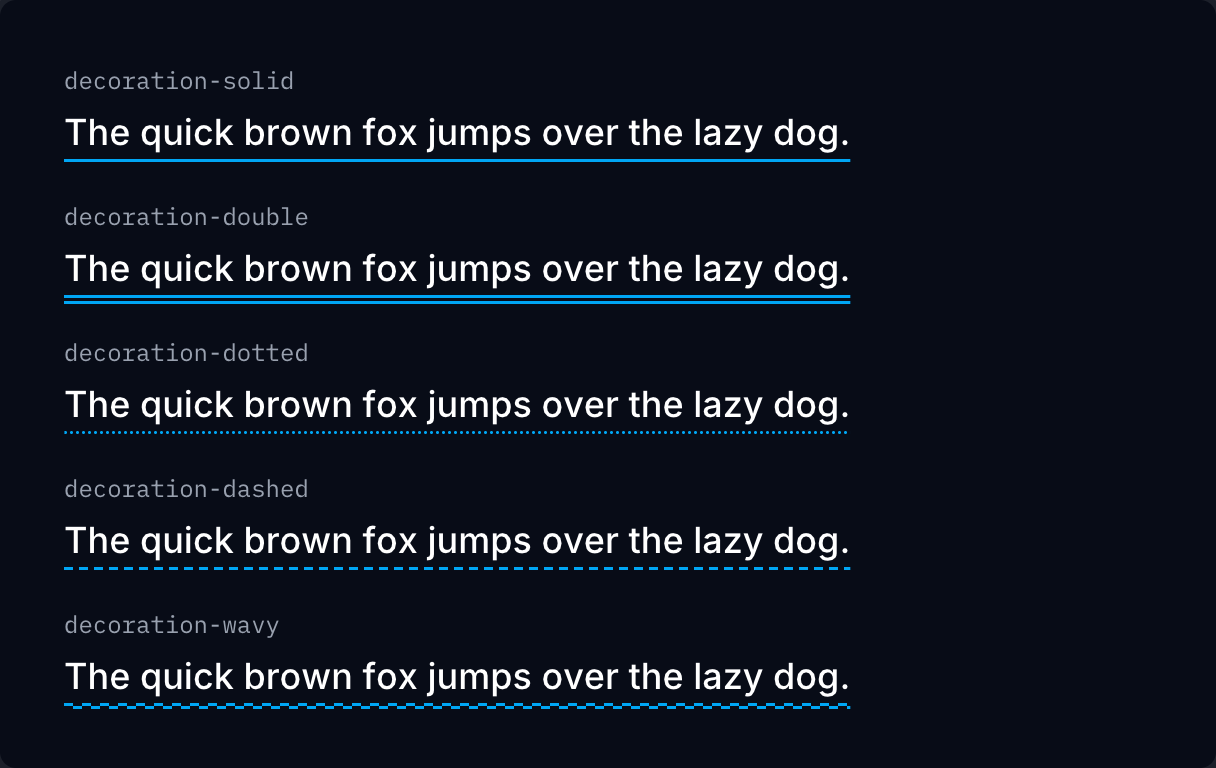 decoration-solid
The quick brown fox jumps over the lazy dog.
decoration-double
The quick brown fox jumps over the lazy dog.
decoration-dotted
The quick brown fox jumps over the lazy dog.
decoration-dashed
The quick brown fox jumps over the lazy dog.
decoration-wavy
The quick brown fox jumps over the lazy dog.